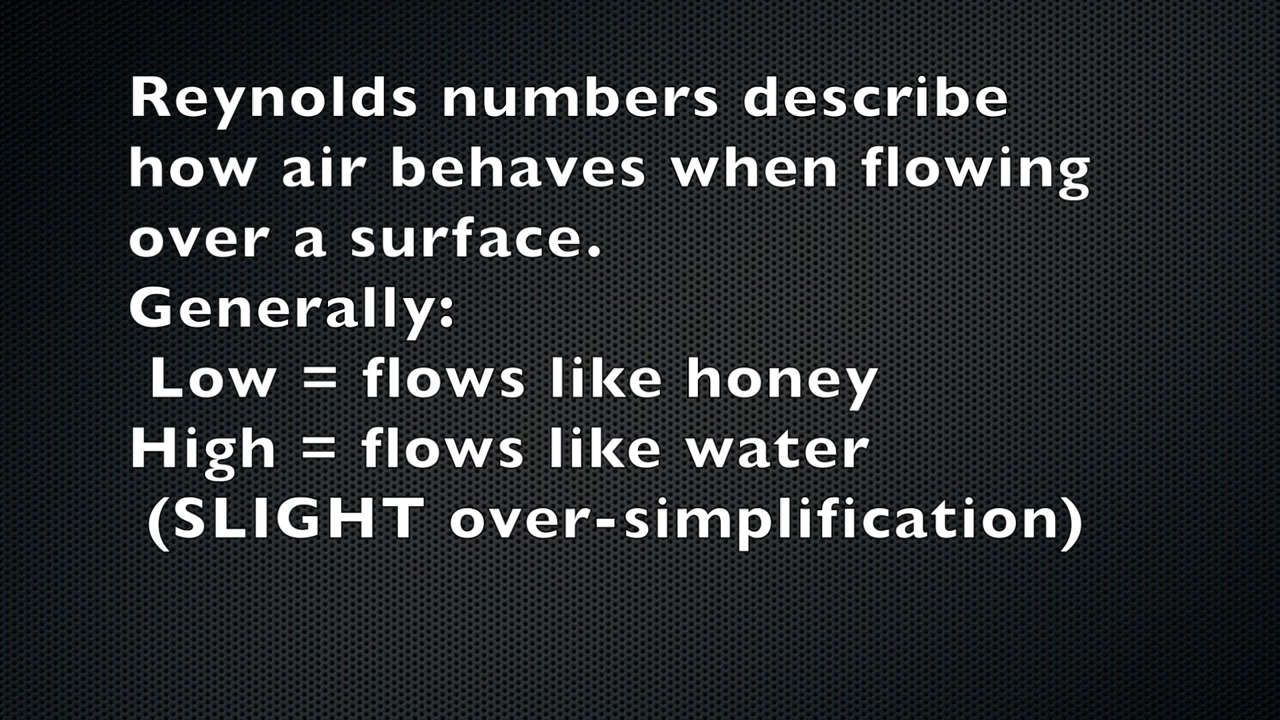 Reynolds numbers describe
how air behaves when flowing
over a surface.
Generally:
Low = flows like honey
High = flows like water
(SLIGHT over-simplification)